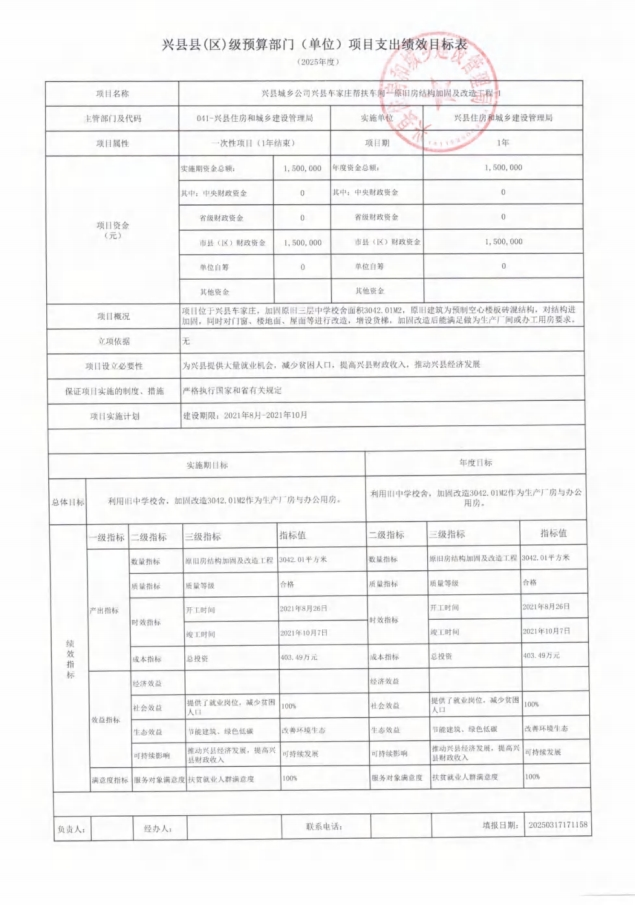 兴县县(区)级预算部门（单位）项目支出绩效目标表
（2025年度）
项目名称 兴县城乡公司兴县车家庄帮扶车间—原旧房结构加固及改造工程-1
主管部门及代码 041-兴县住房和城乡建设管理局 实施单位 兴县住房和城乡建设管理局
项目属性 一次性项目（1年结束） 项目期 1年
项目资金（元）
实施期资金总额： 1,500,000 年度资金总额： 1,500,000
其中：中央财政资金 0 其中：中央财政资金 0
省级财政资金 0 省级财政资金 0
市县（区）财政资金 1,500,000 市县（区）财政资金 1,500,000
单位自筹 0 单位自筹 0
其他资金 其他资金
项目概况 项目位于兴县车家庄、加固原旧三层中学校舍面积3042.01M2，原旧建筑为预制空心楼板砖混结构，对结构进
加固，同时对门窗、楼地面、屋面等进行改造，增设货梯，加固改造后能满足做为生产厂间或办工用房要求、
立项依据 无
项目设立必要性 为兴县提供大量就业机会、减少贫困人口，提高兴县财政收入、推动兴县经济发展
保证项目实施的制度、措施 严格执行国家和省有关规定
项目实施计划 建设期限：2021年8月-2021年10月
实施期目标 年度目标
总体目标 利用旧中学校舍，加固改造3042.01M2作为生产厂房与办公用房。 利用旧中学校舍，加固改造3042.01M2作为生产厂房与办公
用房。
绩效指标
一级指标 二级指标 三级指标 指标值 二级指标 三级指标 指标值
产出指标
数量指标 原旧房结构加固及改造工程 3042.01平方米 数量指标 原旧房结构加固及改造工程 3042.01平方米
质量指标 质量等级 合格 质量指标 质量等级 合格
时效指标 开工时间 2021年8月26日 时效指标 开工时间 2021年8月26日
竣工时间 2021年10月7日 竣工时间 2021年10月7日
成本指标 总投资 403.49万元 成本指标 总投资 403.49万元
效益指标
经济效益 经济效益
社会效益 提供了就业岗位，减少贫困
人口 100% 社会效益 提供了就业岗位，减少贫困
人口 100%
生态效益 节能建筑、绿色低碳 改善环境生态 生态效益 节能建筑、绿色低碳 改善环境生态
可持续影响 推动兴县经济发展、提高兴
县财政收入 可持续发展 可持续影响 推动兴县经济发展、提高兴
县财政收入 可持续发展
满意度指标 服务对象满意度 扶贫就业人群满意度 100% 服务对象满意度 扶贫就业人群满意度 100%
负责人： 经办人： 联系电话： 填报日期： 20250317171158
兴县住房和城乡建设管理局